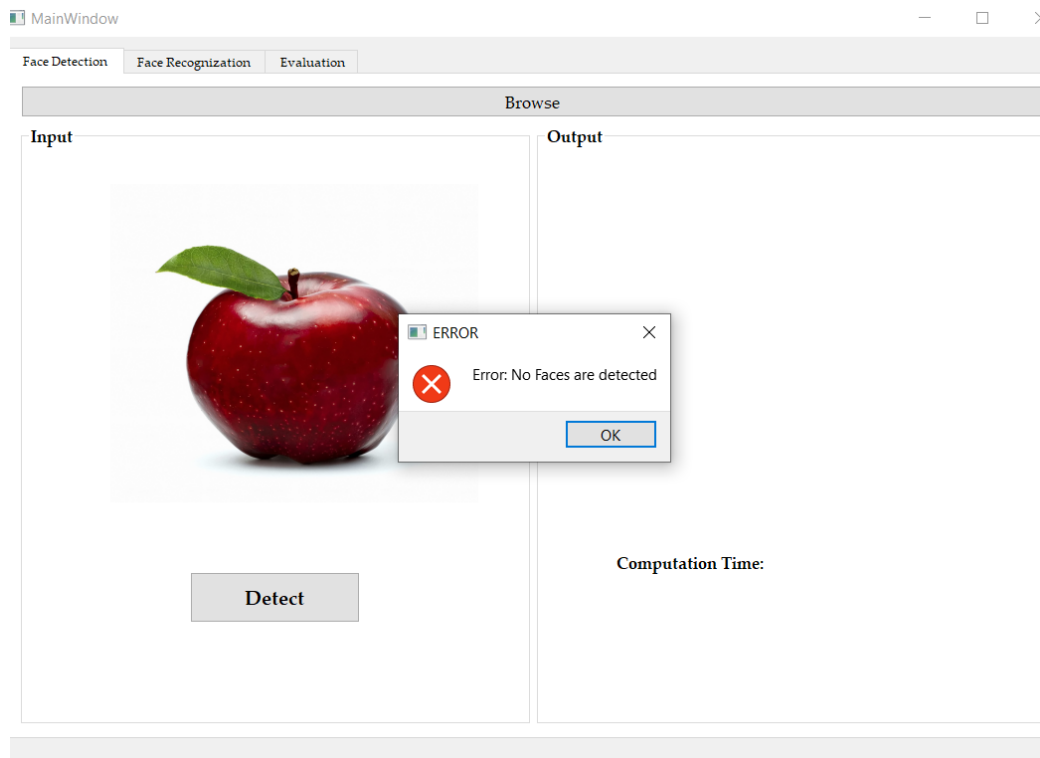 MainWindow
Face Detection
Face Recognization
Evaluation
Browse
Input
Output
ERROR
Error: No Faces are detected
OK
Computation Time:
Detect